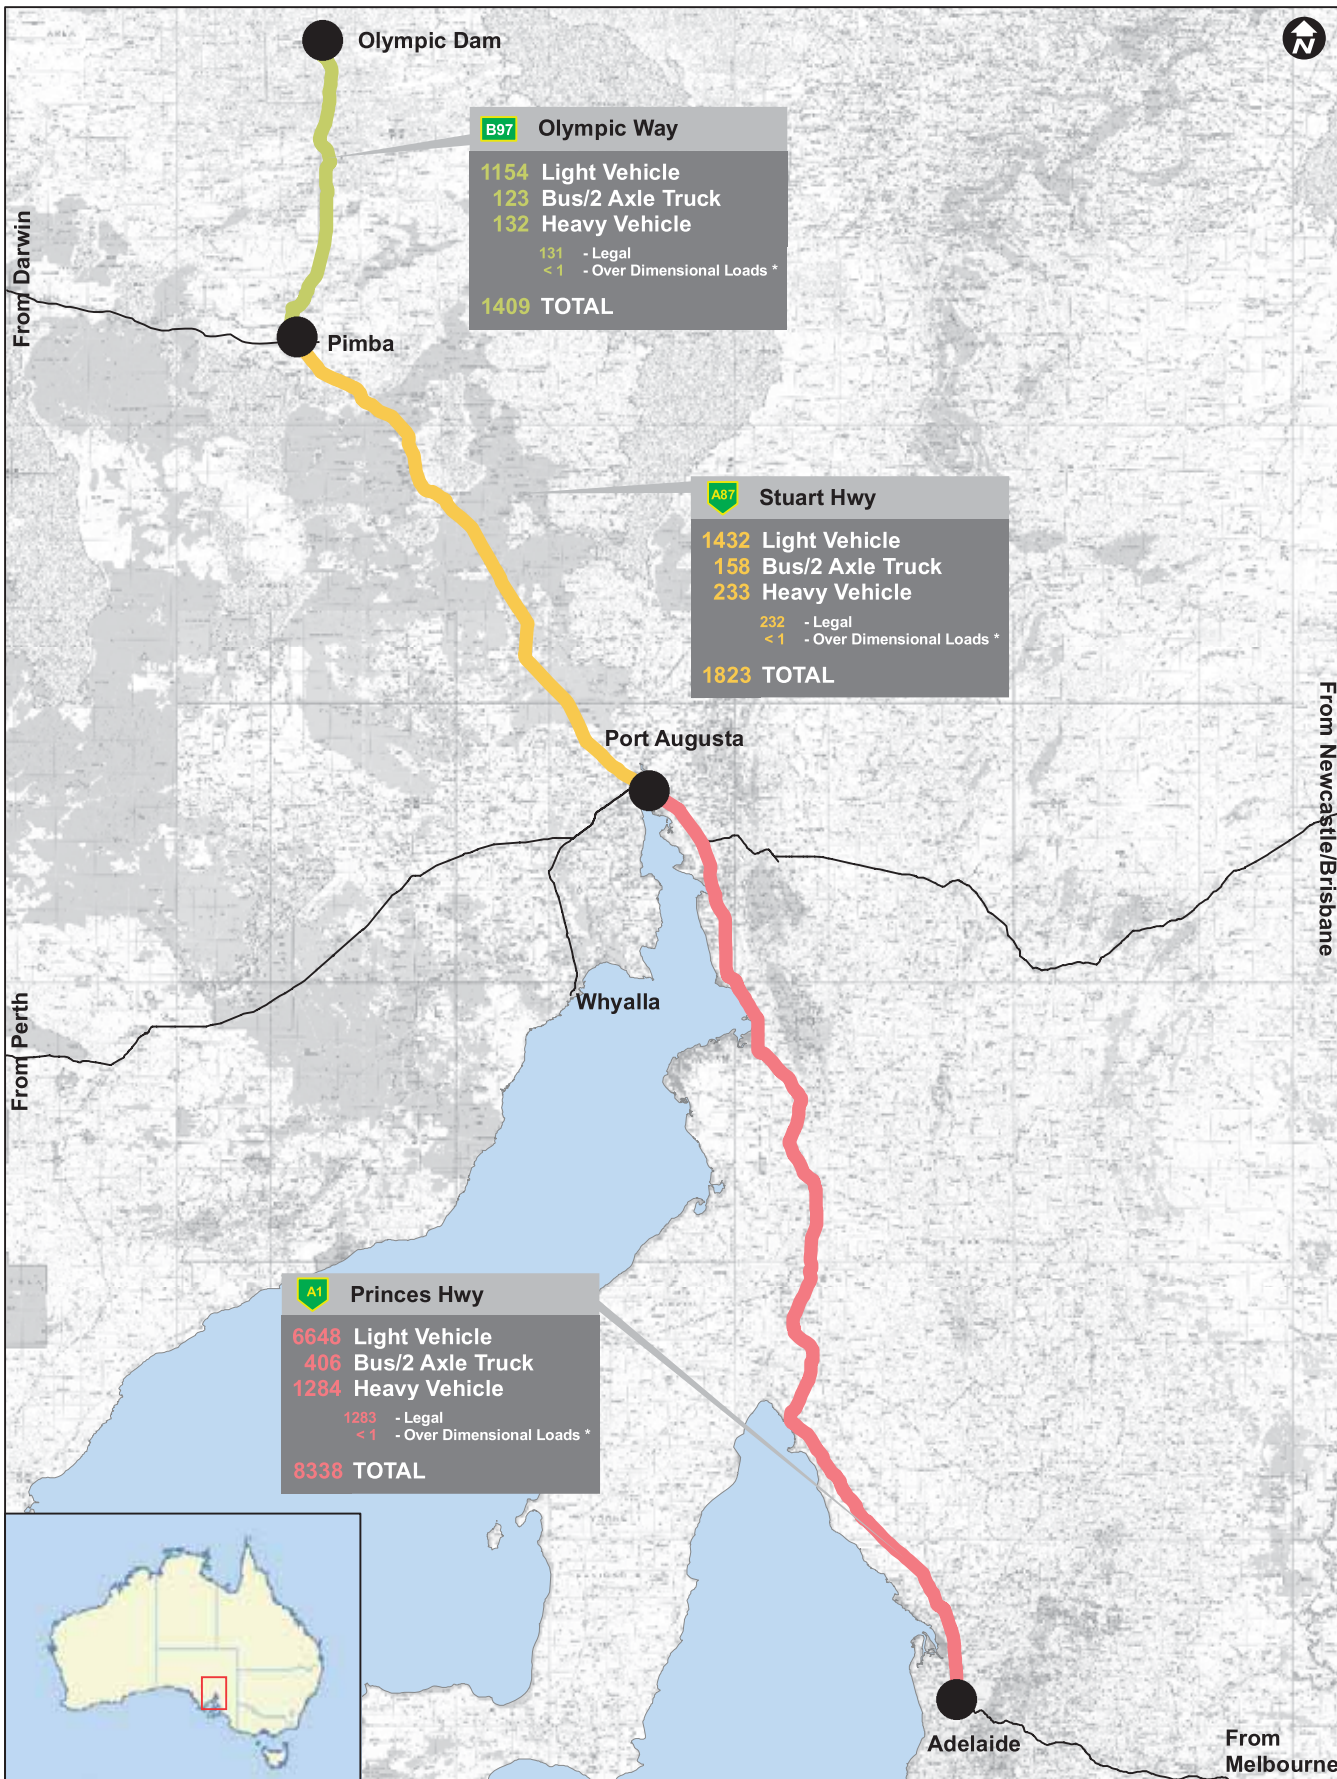 Olympic Dam
N
B97 Olympic Way
1154 Light Vehicle
123 Bus/2 Axle Truck
132 Heavy Vehicle
131 - Legal
< 1 - Over Dimensional Loads *
1409 TOTAL
From Darwin
Pimba
A87 Stuart Hwy
1432 Light Vehicle
158 Bus/2 Axle Truck
233 Heavy Vehicle
232 - Legal
< 1 - Over Dimensional Loads *
1823 TOTAL
Port Augusta
From Newcastle/Brisbane
Whyalla
From Perth
A1 Princes Hwy
6648 Light Vehicle
406 Bus/2 Axle Truck
1284 Heavy Vehicle
1283 - Legal
< 1 - Over Dimensional Loads *
8338 TOTAL
Adelaide
From
Melbourne